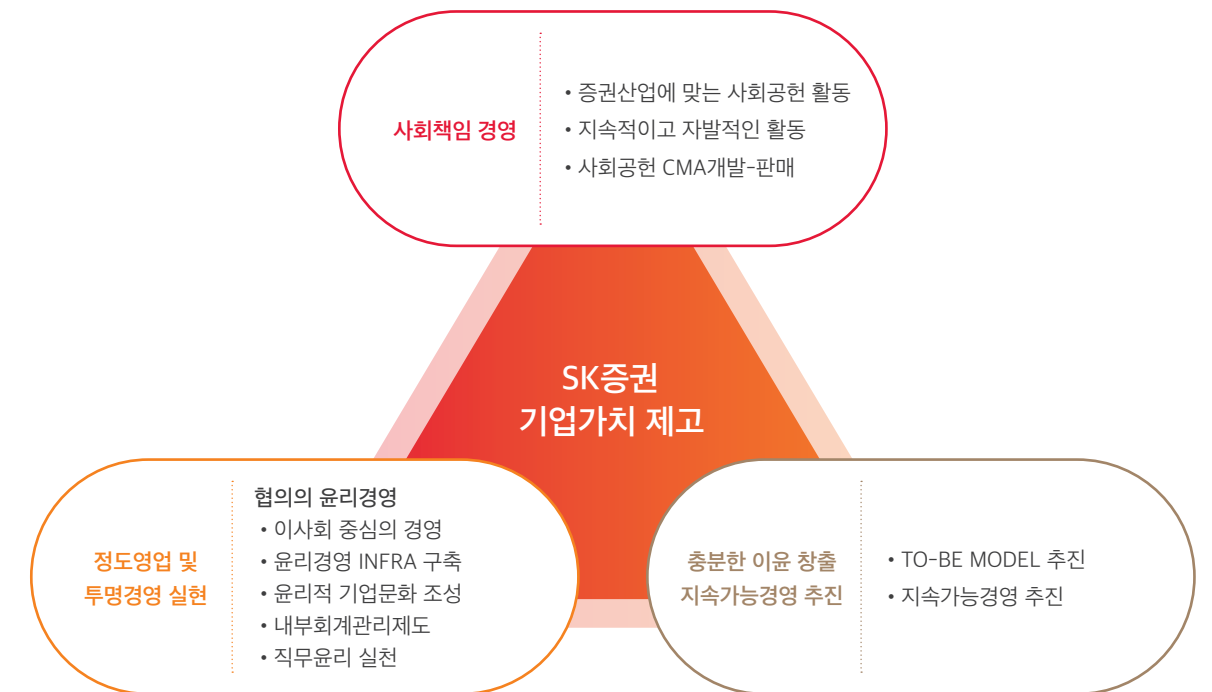 사회책임 경영
• 증권산업에 맞는 사회공헌 활동
• 지속적이고 자발적인 활동
• 사회공헌 CMA개발-판매
SK증권
기업가치 제고
정도영업 및
투명경영 실현
협의의 윤리경영
• 이사회 중심의 경영
• 윤리경영 INFRA 구축
• 윤리적 기업문화 조성
• 내부회계관리제도
• 직무윤리 실천
충분한 이윤 창출
지속가능경영 추진
• TO-BE MODEL 추진
• 지속가능경영 추진